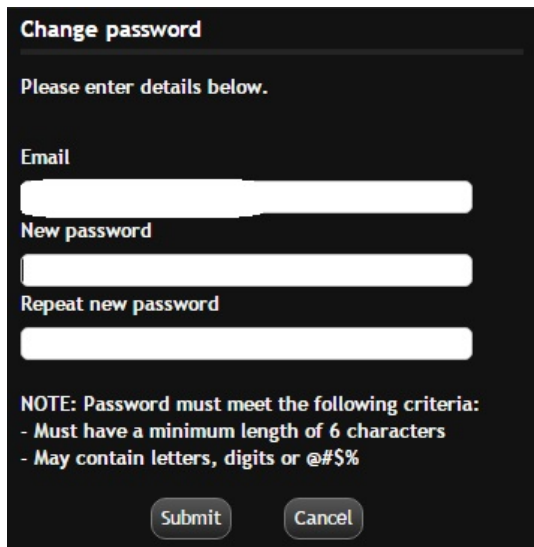 Change password
Please enter details below.
Email
New password
Repeat new password
NOTE: Password must meet the following criteria:
- Must have a minimum length of 6 characters
- May contain letters, digits or @#$%
Submit Cancel